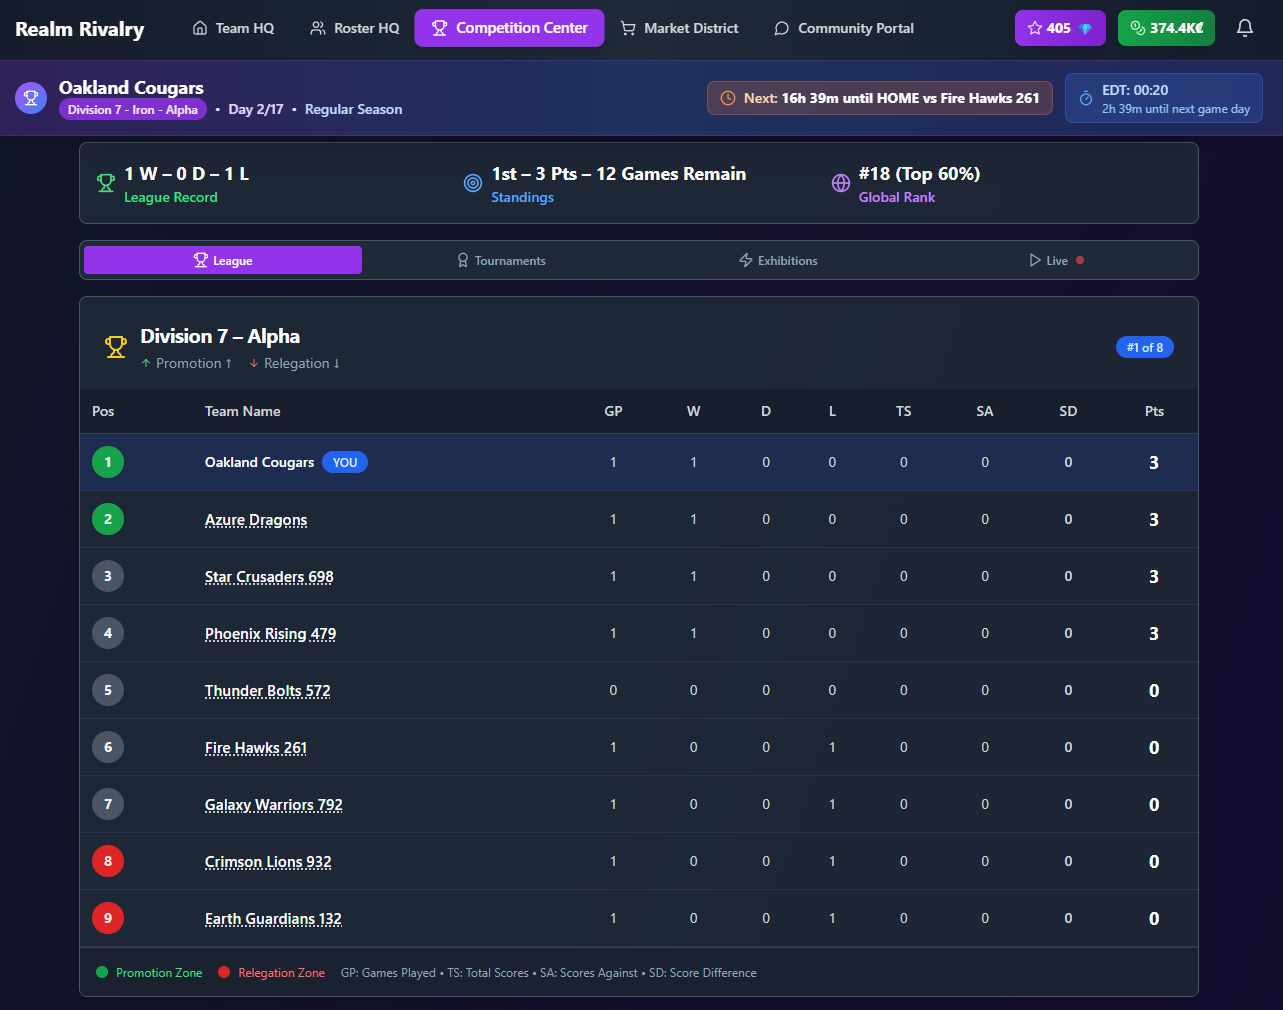 Realm Rivalry
Team HQ
Roster HQ
Competition Center
Market District
Community Portal
405 💎
374.4K₡
Oakland Cougars
Division 7 - Iron - Alpha • Day 2/17 • Regular Season
Next: 16h 39m until HOME vs Fire Hawks 261
EDT: 00:20
2h 39m until next game day
1 W – 0 D – 1 L
League Record
1st – 3 Pts – 12 Games Remain
Standings
#18 (Top 60%)
Global Rank
League
Tournaments
Exhibitions
Live
Division 7 – Alpha
↑ Promotion ↑ ↓ Relegation ↓
#1 of 8
Pos Team Name GP W D L TS SA SD Pts
1 Oakland Cougars YOU 1 1 0 0 0 0 0 3
2 Azure Dragons 1 1 0 0 0 0 0 3
3 Star Crusaders 698 1 1 0 0 0 0 0 3
4 Phoenix Rising 479 1 1 0 0 0 0 0 3
5 Thunder Bolts 572 0 0 0 0 0 0 0 0
6 Fire Hawks 261 1 0 0 1 0 0 0 0
7 Galaxy Warriors 792 1 0 0 1 0 0 0 0
8 Crimson Lions 932 1 0 0 1 0 0 0 0
9 Earth Guardians 132 1 0 0 1 0 0 0 0
Promotion Zone Relegation Zone GP: Games Played • TS: Total Scores • SA: Scores Against • SD: Score Difference